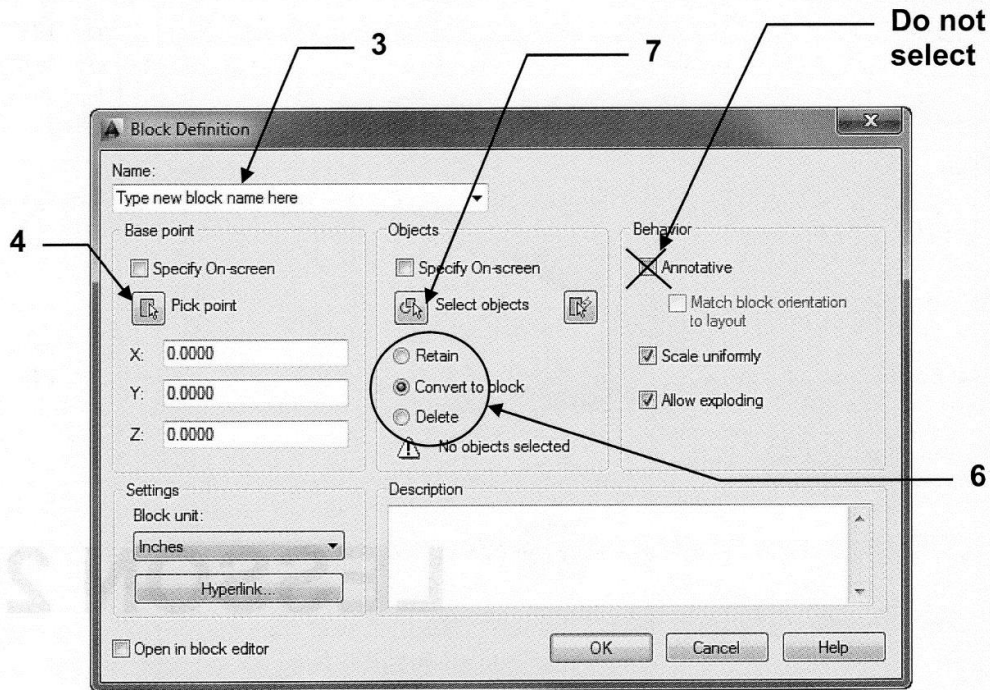 Do not
select
3
7
Block Definition
Name:
Type new block name here
4
Base point
Objects
Behavior
Specify On-screen
Specify On-screen
Annotative
Pick point
Select objects
Match block orientation
to layout
X: 0.0000
Retain
Scale uniformly
Y: 0.0000
Convert to block
Allow exploding
Z: 0.0000
Delete
No objects selected
6
Settings
Description
Block unit:
Inches
Hyperlink...
Open in block editor
OK
Cancel
Help